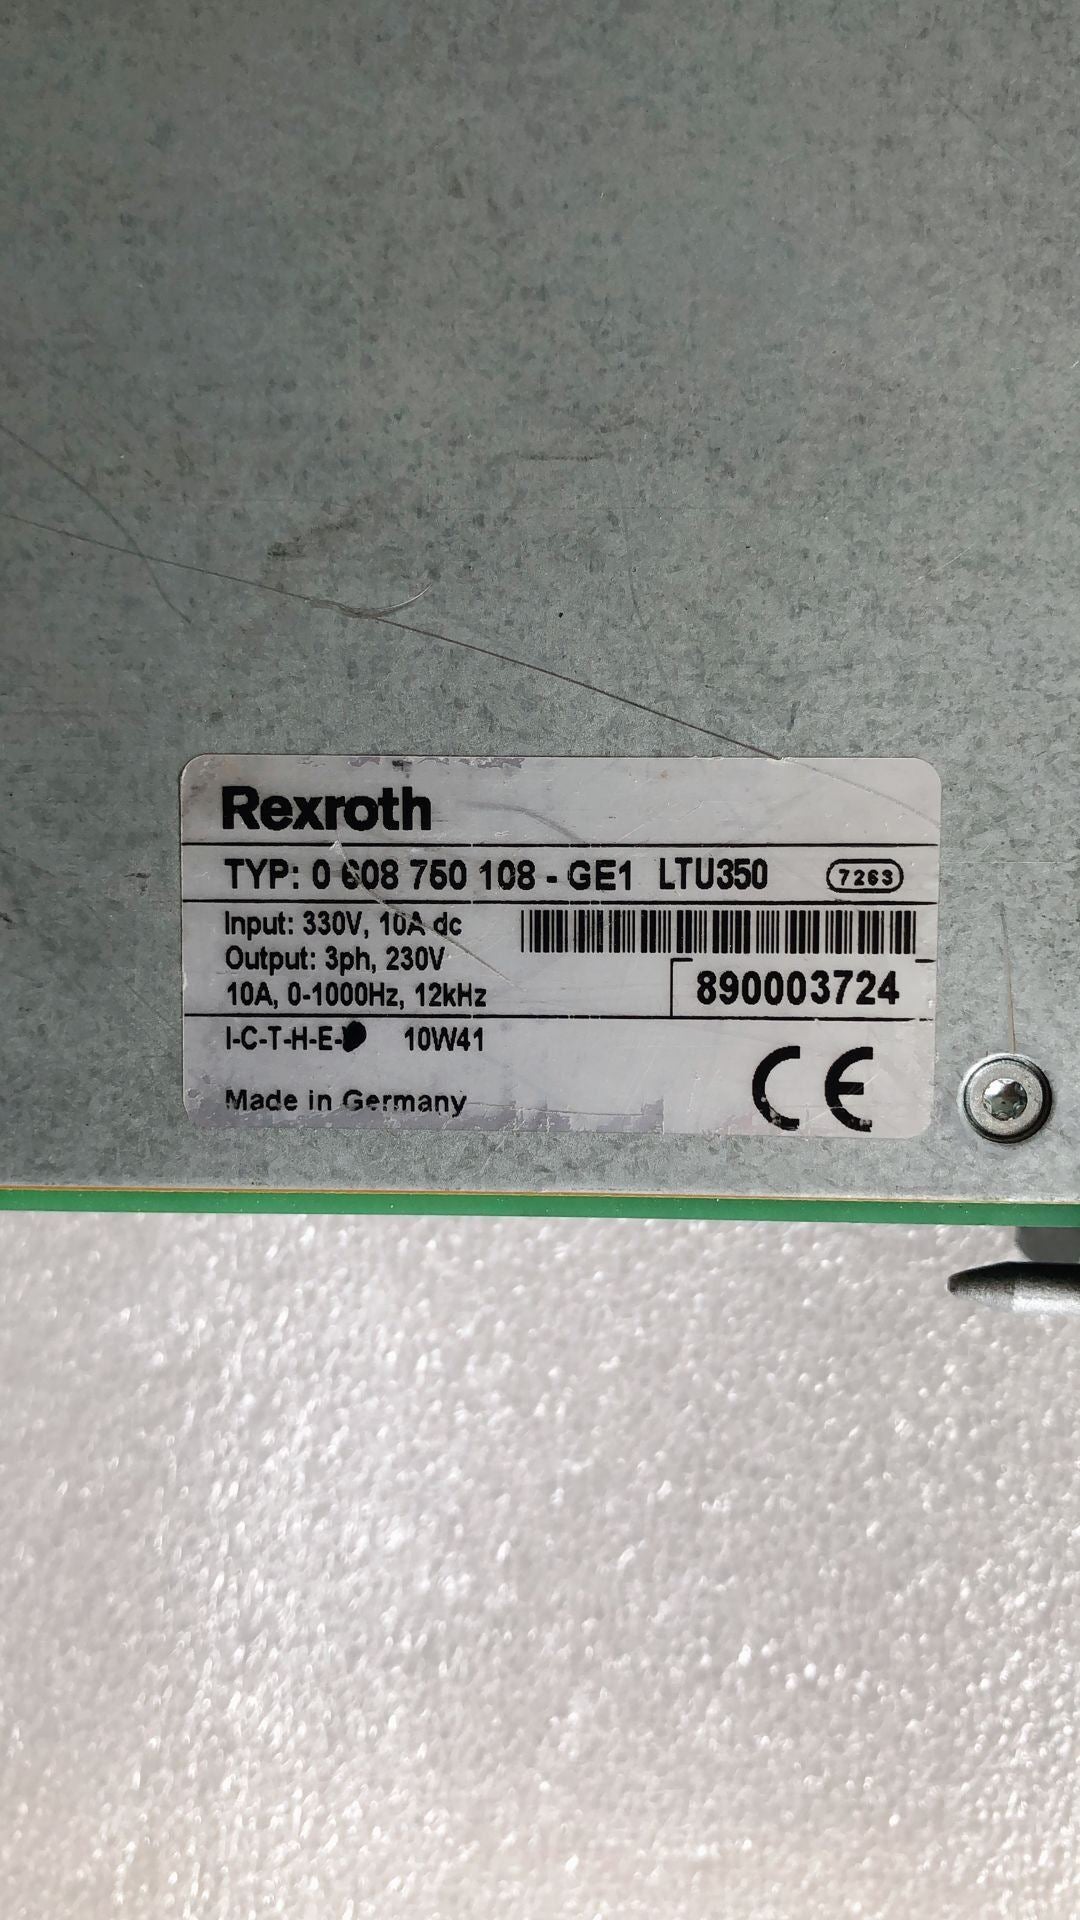 Rexroth
TYP: 0 608 750 108 - GE1 LTU350 7263
Input: 330V, 10A dc
Output: 3ph, 230V
10A, 0-1000Hz, 12kHz
890003724
I-C-T-H-E- 10W41
Made in Germany
CE